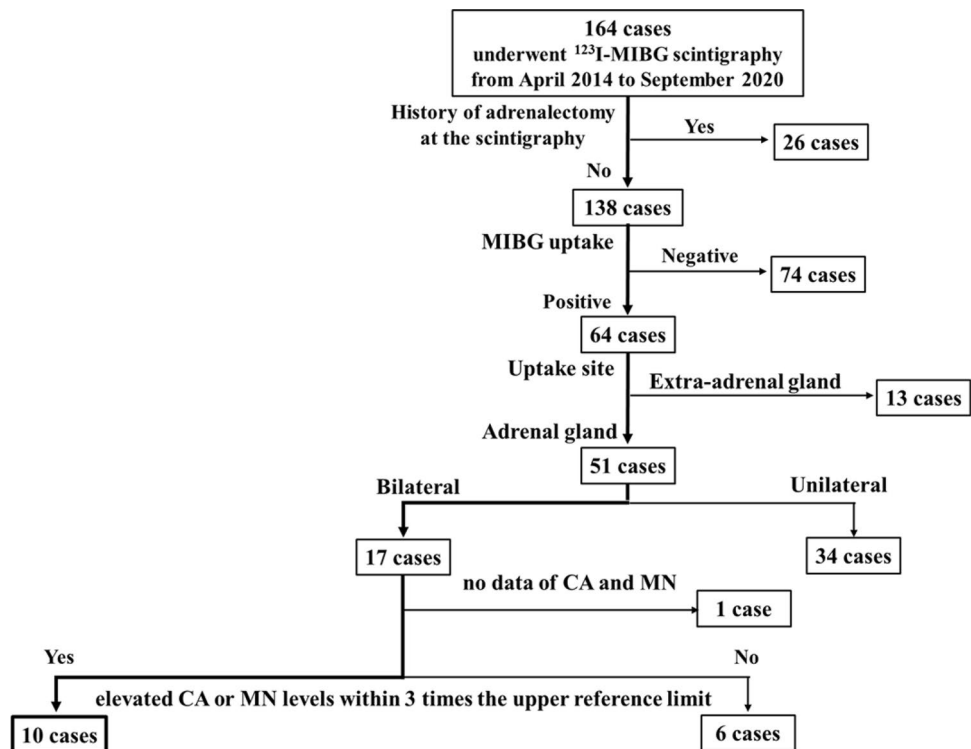 164 cases
underwent ¹²³I-MIBG scintigraphy
from April 2014 to September 2020
History of adrenalectomy
at the scintigraphy
Yes
26 cases
No
138 cases
MIBG uptake
Negative
74 cases
Positive
64 cases
Uptake site
Extra-adrenal gland
13 cases
Adrenal gland
51 cases
Bilateral
Unilateral
17 cases
34 cases
no data of CA and MN
1 case
Yes
No
elevated CA or MN levels within 3 times the upper reference limit
10 cases
6 cases